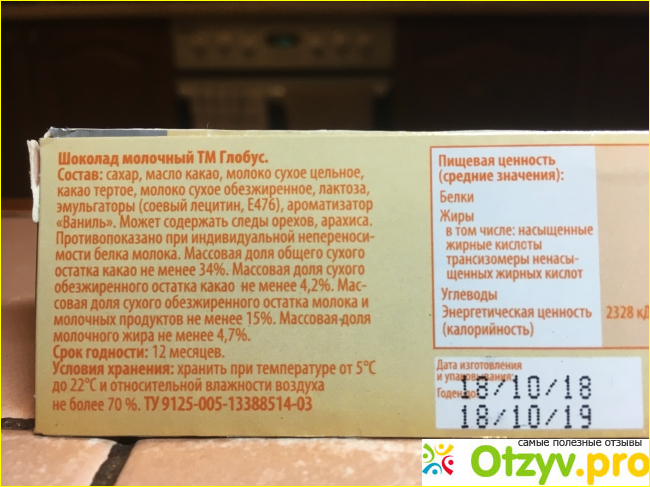 Шоколад молочный ТМ Глобус.
Состав: сахар, масло какао, молоко сухое цельное,
какао тертое, молоко сухое обезжиренное, лактоза,
эмульгаторы (соевый лецитин, Е476), ароматизатор
«Ваниль». Может содержать следы орехов, арахиса.
Противопоказано при индивидуальной непереноси-
мости белка молока. Массовая доля общего сухого
остатка какао не менее 34%. Массовая доля сухого
обезжиренного остатка какао не менее 4,2%. Мас-
совая доля сухого обезжиренного остатка молока и
молочных продуктов не менее 15%. Массовая доля
молочного жира не менее 4,7%.
Срок годности: 12 месяцев.
Условия хранения: хранить при температуре от 5°С
до 22°С и относительной влажности воздуха
не более 70 %. ТУ 9125-005-13388514-03
Пищевая ценность
(средние значения):
Белки
Жиры
в том числе: насыщенные
жирные кислоты
трансизомеры ненасы-
щенных жирных кислот
Углеводы
Энергетическая ценность 2328 кД
(калорийность)
Дата изготовления
и упаковывания:
18/10/18
Годен до:
18/10/19
самые полезные отзывы
Otzyv.pro